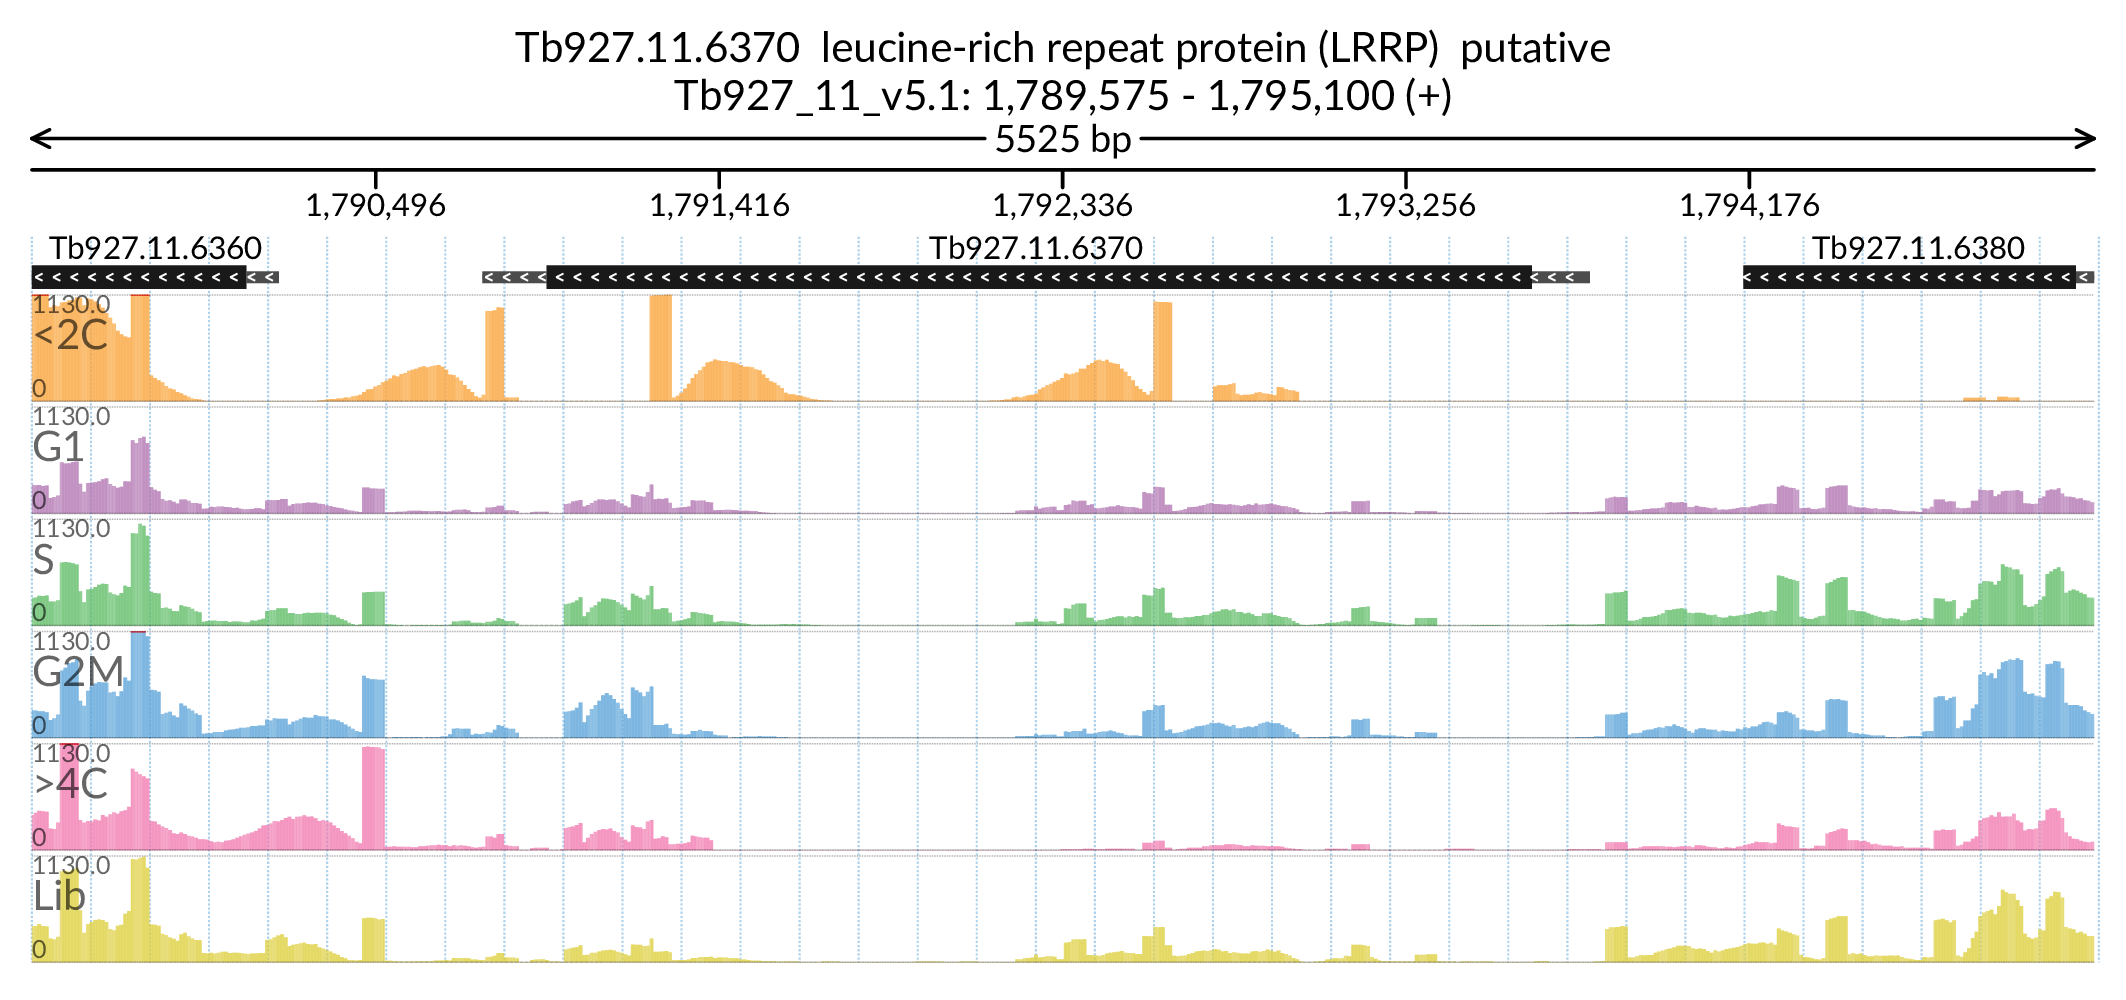 Tb927.11.6370  leucine-rich repeat protein (LRRP)  putative
Tb927_11_v5.1: 1,789,575 - 1,795,100 (+)
5525 bp
1,790,496 1,791,416 1,792,336 1,793,256 1,794,176
Tb927.11.6360 Tb927.11.6370 Tb927.11.6380
1130.0
<2C
0
1130.0
G1
0
1130.0
S
0
1130.0
G2M
0
1130.0
>4C
0
1130.0
Lib
0